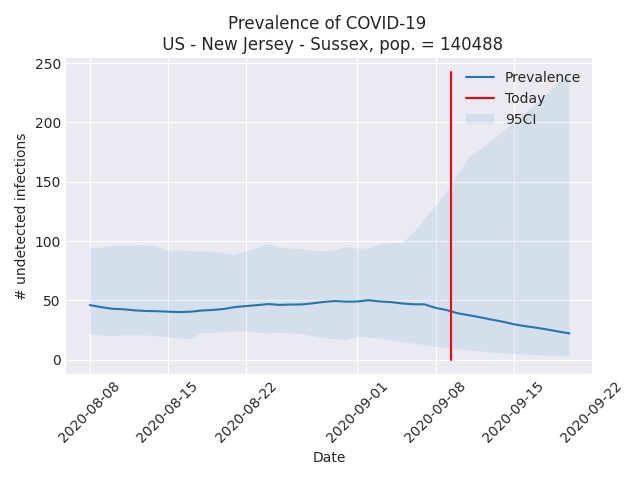 Prevalence of COVID-19
US - New Jersey - Sussex, pop. = 140488
250
200
150
100
50
0
# undetected infections
Prevalence
Today
95CI
2020-08-08
2020-08-15
2020-08-22
2020-09-01
2020-09-08
2020-09-15
2020-09-22
Date